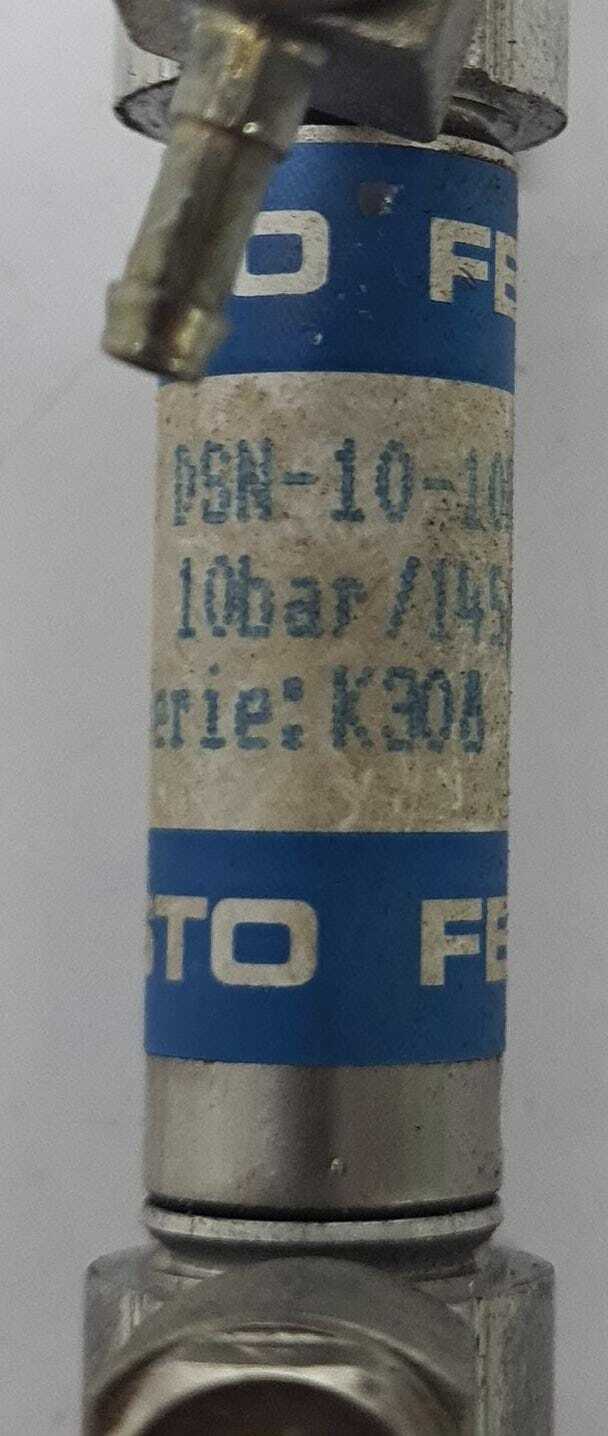 O FE
DSN-10-10
10bar/145
erie: K308
STO FE